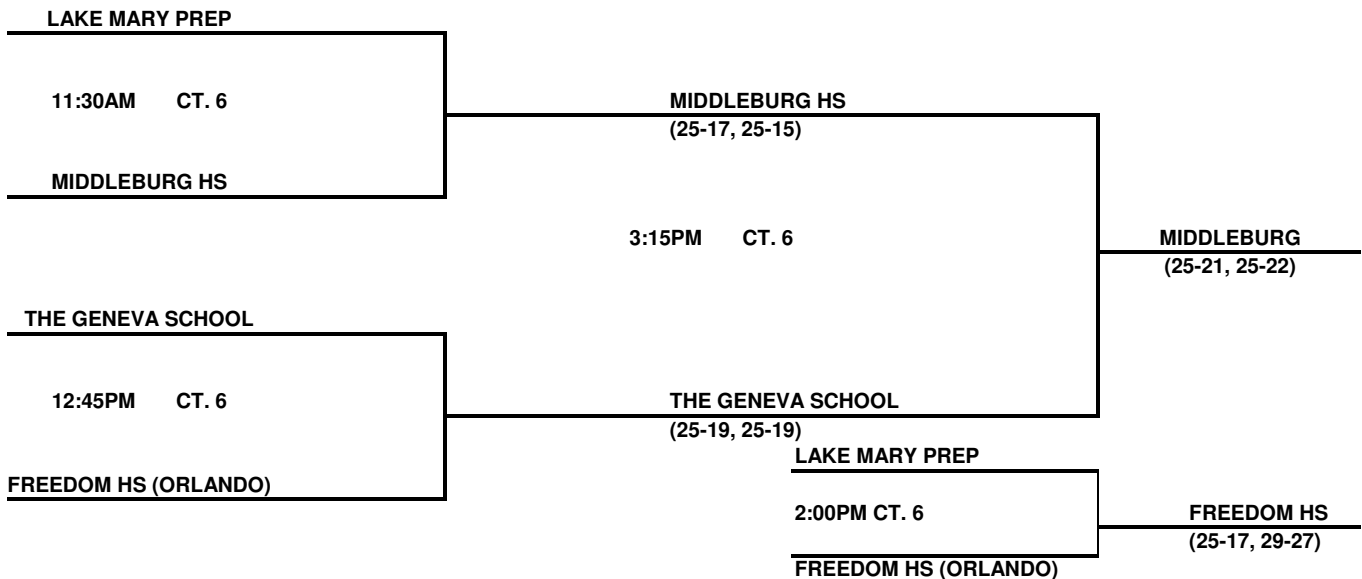 LAKE MARY PREP
11:30AM CT. 6
MIDDLEBURG HS
(25-17, 25-15)
MIDDLEBURG HS
3:15PM CT. 6
MIDDLEBURG
(25-21, 25-22)
THE GENEVA SCHOOL
12:45PM CT. 6
THE GENEVA SCHOOL
(25-19, 25-19)
FREEDOM HS (ORLANDO)
LAKE MARY PREP
2:00PM CT. 6
FREEDOM HS
(25-17, 29-27)
FREEDOM HS (ORLANDO)